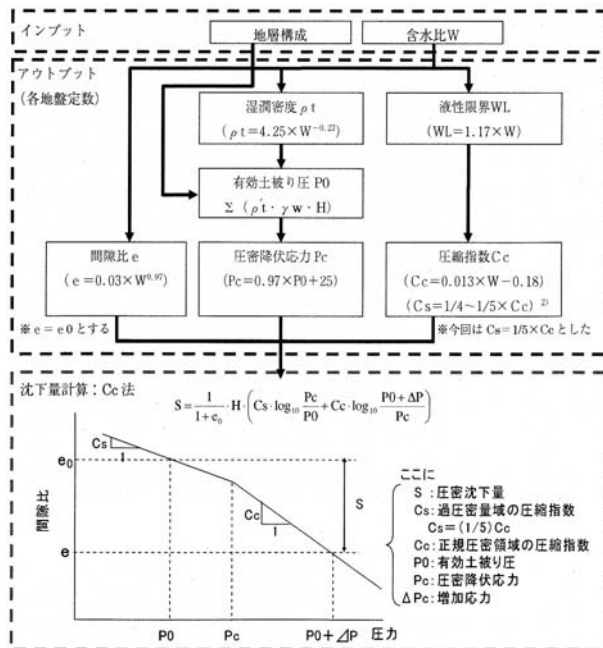 インプット
地層構成
含水比W
アウトプット
(各地盤定数)
湿潤密度ρt
(ρt=4.25×W^-0.23)
液性限界WL
(WL=1.17×W)
有効土被り圧 P0
Σ (ρ't・γw・H)
間隙比 e
(e=0.03×W^0.97)
圧密降伏応力 Pc
(Pc=0.97×P0+25)
圧縮指数Cc
(Cc=0.013×W−0.18)
(Cs=1/4~1/5×Cc) 2)
※e=e0とする
※今回はCs=1/5×Ccとした
沈下量計算：Cc法
S=1/(1+e₀)・H・(Cs・log₁₀ Pc/P0+Cc・log₁₀ (P0+ΔP)/Pc)
Cs
1
e₀
間隙比
Cc
1
S
e
P0
Pc
P0+⊿P
圧力
ここに
S：圧密沈下量
Cs：過圧密量域の圧縮指数
Cs=(1/5)Cc
Cc：正規圧密領域の圧縮指数
P0：有効土被り圧
Pc：圧密降伏応力
ΔPc：増加応力